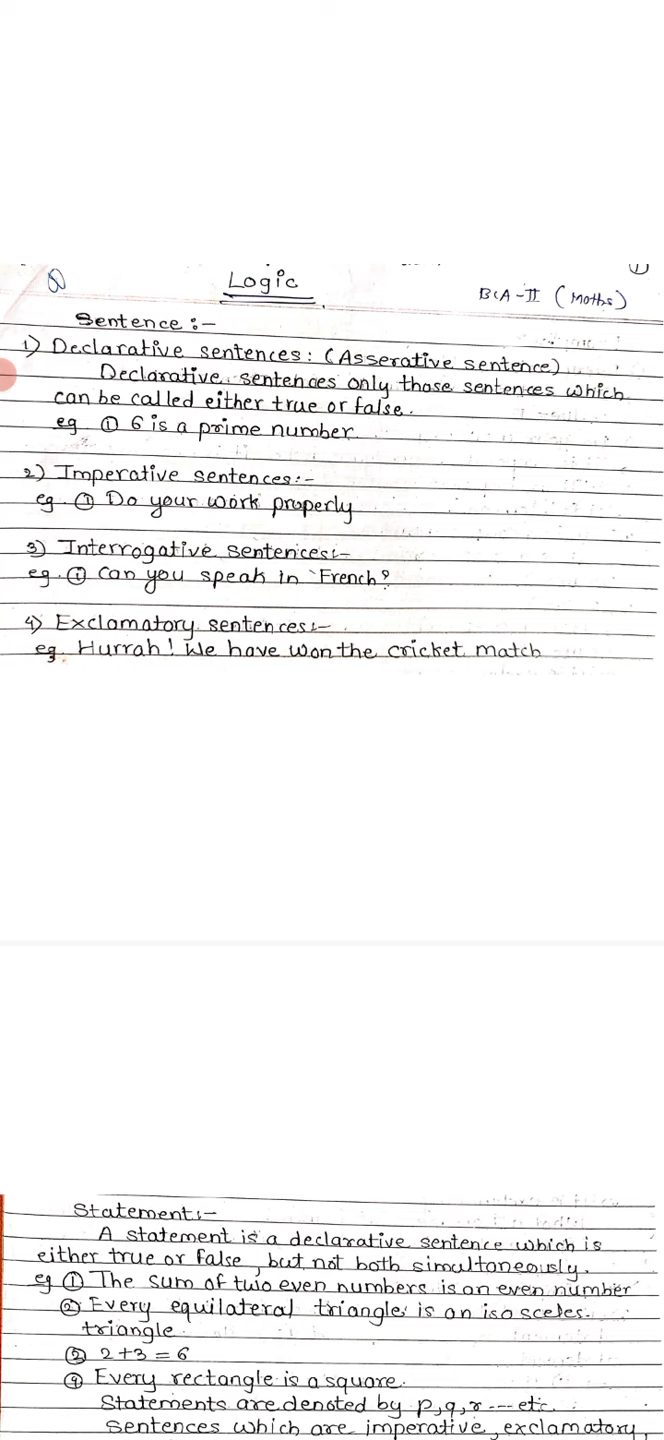 ①
Logic
BCA-II (Maths)
Sentence :-
1) Declarative sentences: (Asserative sentence)
Declarative sentences only those sentences which
can be called either true or false.
eg ① 6 is a prime number
2) Imperative sentences:-
eg. ① Do your work properly
3) Interrogative sentences:-
eg. ① Can you speak in French?
4) Exclamatory sentences:-
eg. Hurrah! We have won the cricket match
Statement:-
A statement is a declarative sentence which is
either true or false, but not both simultaneously.
eg ① The sum of two even numbers is an even number
② Every equilateral triangle is an isosceles.
triangle.
③ 2+3=6
④ Every rectangle is a square.
Statements are denoted by p,q,r --- etc.
Sentences which are imperative, exclamatory,